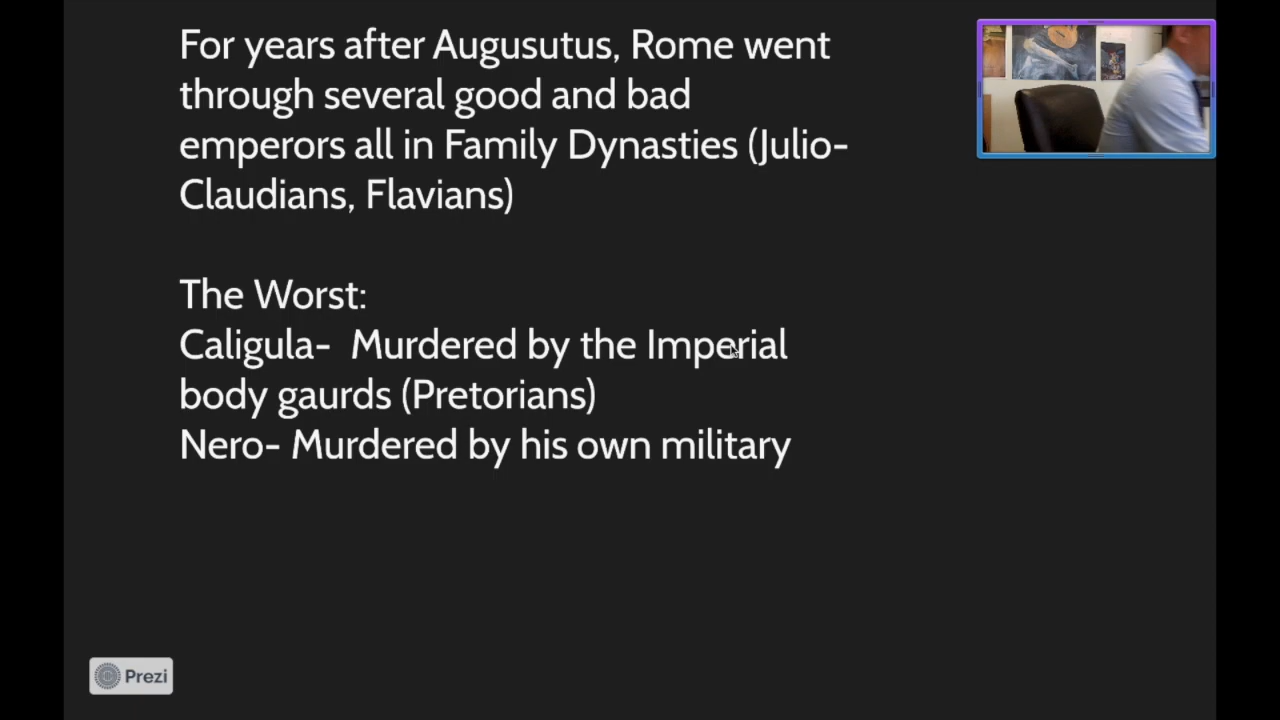 For years after Augusutus, Rome went
through several good and bad
emperors all in Family Dynasties (Julio-
Claudians, Flavians)
The Worst:
Caligula-  Murdered by the Imperial
body gaurds (Pretorians)
Nero- Murdered by his own military
Prezi